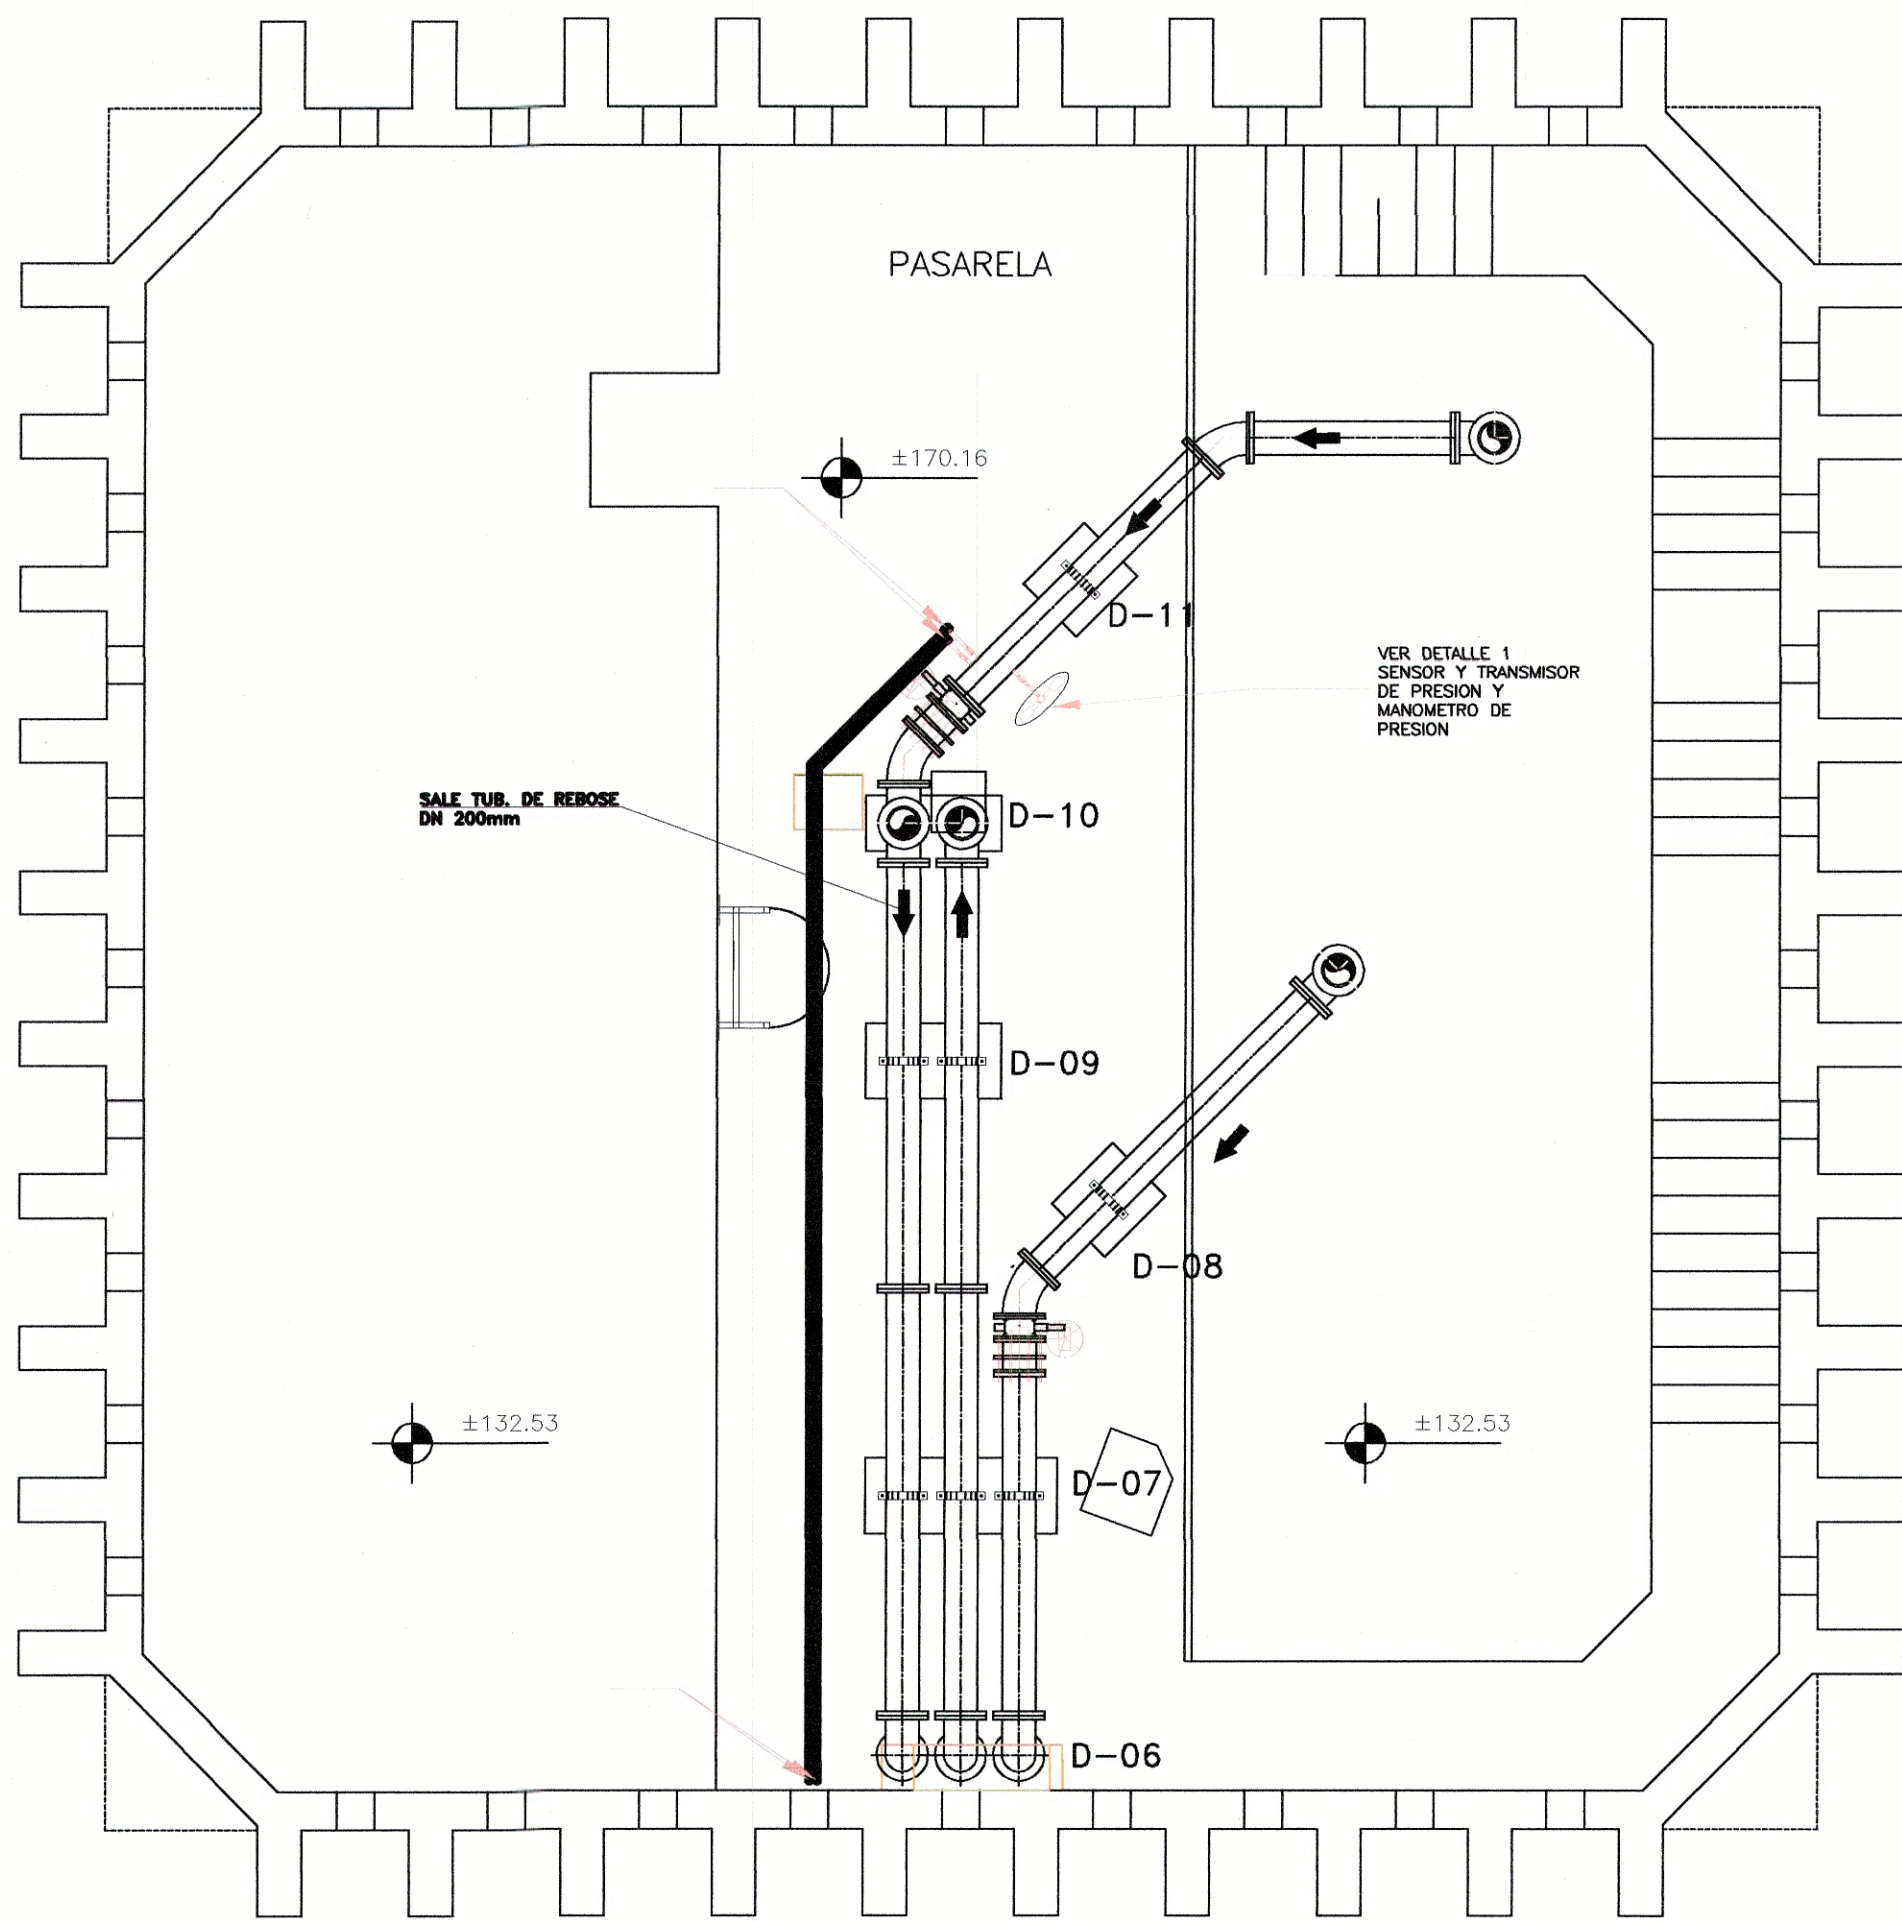 PASARELA
±170.16
D-11
VER DETALLE 1
SENSOR Y TRANSMISOR
DE PRESION Y
MANOMETRO DE
PRESION
SALE TUB. DE REBOSE
DN 200mm
D-10
D-09
D-08
±132.53
±132.53
D-07
D-06